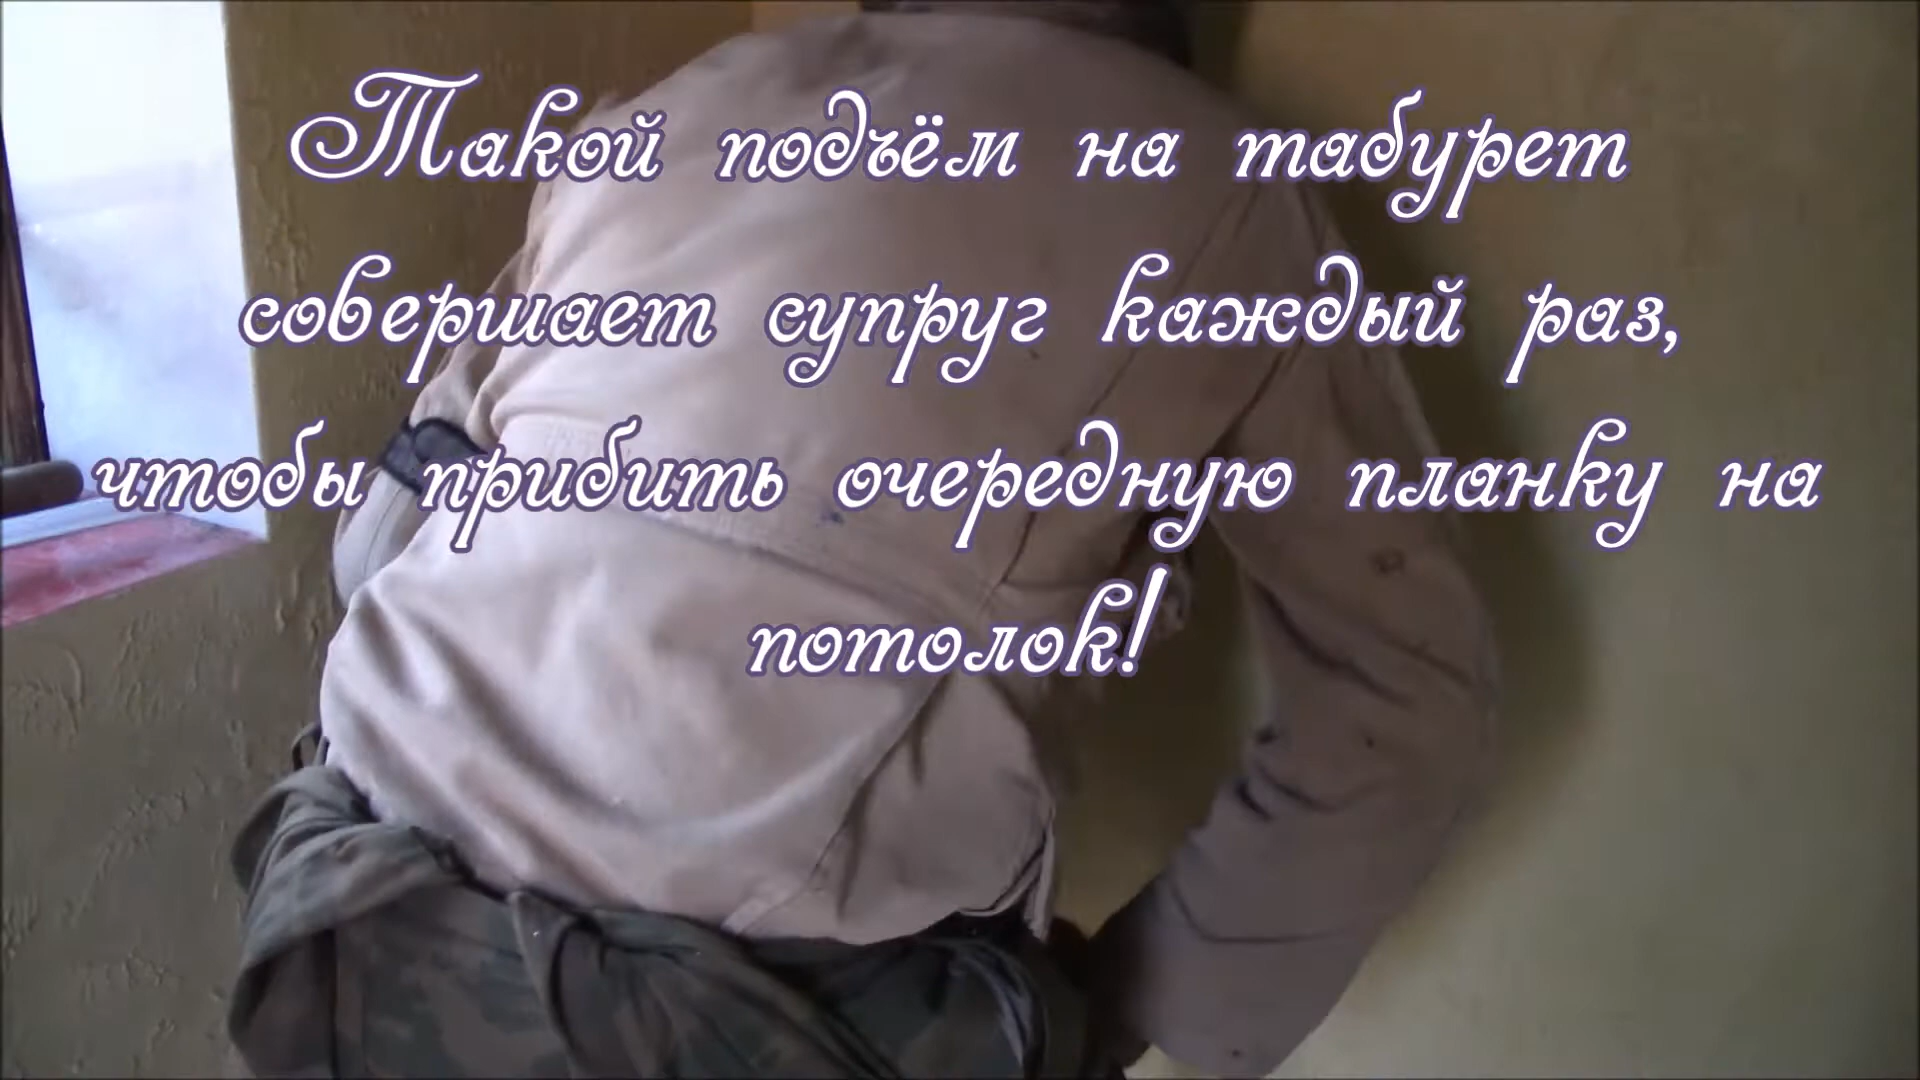 Такой подъём на табурет
совершает супруг каждый раз,
чтобы прибить очередную планку на
потолок!